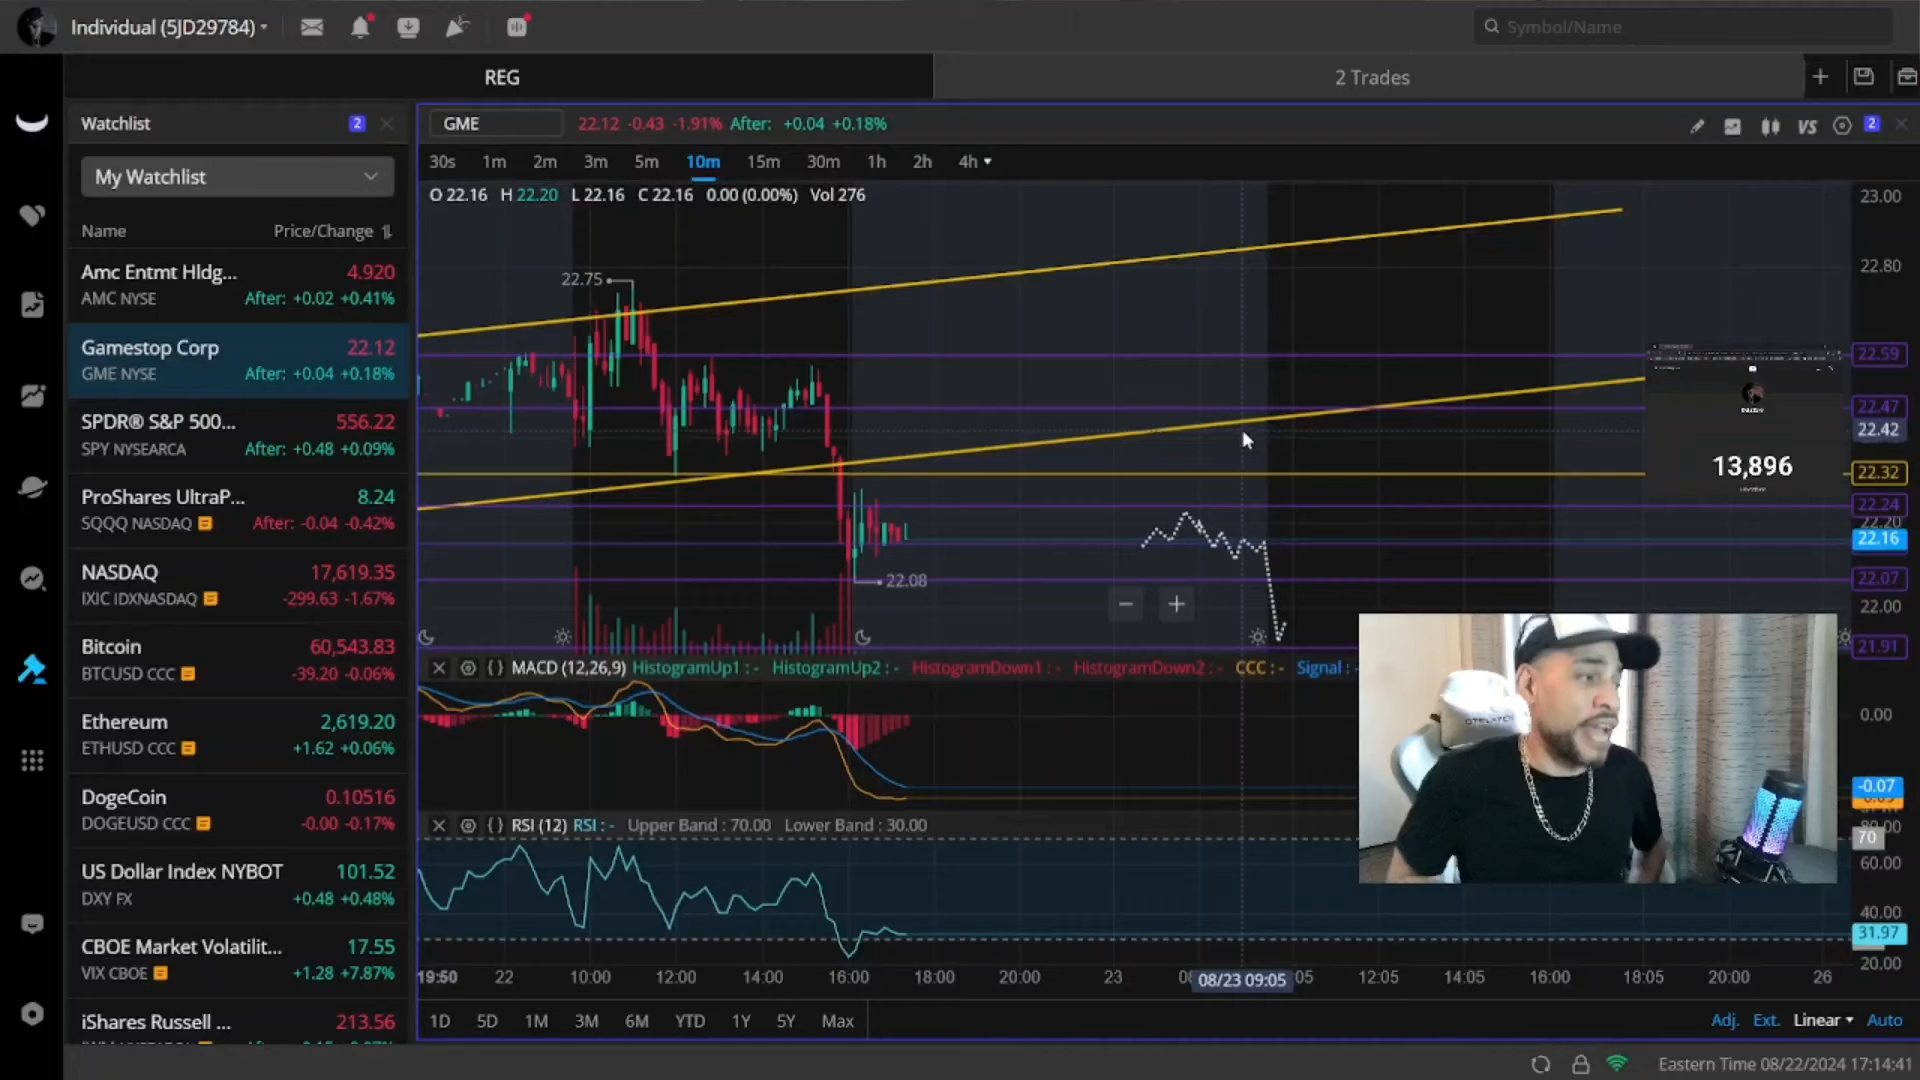 Individual (5JD29784)
Symbol/Name
REG
2 Trades
Watchlist
2
My Watchlist
Name
Price/Change
Amc Entmt Hldg...
4.920
AMC NYSE
After: +0.02 +0.41%
Gamestop Corp
22.12
GME NYSE
After: +0.04 +0.18%
SPDR® S&P 500...
556.22
SPY NYSEARCA
After: +0.48 +0.09%
ProShares UltraP...
8.24
SQQQ NASDAQ
After: -0.04 -0.42%
NASDAQ
17,619.35
IXIC IDXNASDAQ
-299.63 -1.67%
Bitcoin
60,543.83
BTCUSD CCC
-39.20 -0.06%
Ethereum
2,619.20
ETHUSD CCC
+1.62 +0.06%
DogeCoin
0.10516
DOGEUSD CCC
-0.00 -0.17%
US Dollar Index NYBOT
101.52
DXY FX
+0.48 +0.48%
CBOE Market Volatilit...
17.55
VIX CBOE
+1.28 +7.87%
iShares Russell ...
213.56
GME
22.12 -0.43 -1.91% After: +0.04 +0.18%
VS
2
30s 1m 2m 3m 5m 10m 15m 30m 1h 2h 4h
O 22.16 H 22.20 L 22.16 C 22.16 0.00 (0.00%) Vol 276
22.75
22.08
23.00
22.80
22.59
22.47
22.42
22.32
22.24
22.20
22.16
22.07
22.00
21.91
13,896
MACD (12,26,9) HistogramUp1 : - HistogramUp2 : - HistogramDown1 : - HistogramDown2 : - CCC : - Signal : -
0.00
-0.07
RSI (12) RSI : - Upper Band : 70.00 Lower Band : 30.00
80.00
70
60.00
40.00
31.97
20.00
19:50 22 10:00 12:00 14:00 16:00 18:00 20:00 23 08/23 09:05 05 12:05 14:05 16:00 18:05 20:00 26
1D 5D 1M 3M 6M YTD 1Y 5Y Max
Adj. Ext. Linear Auto
Eastern Time 08/22/2024 17:14:41